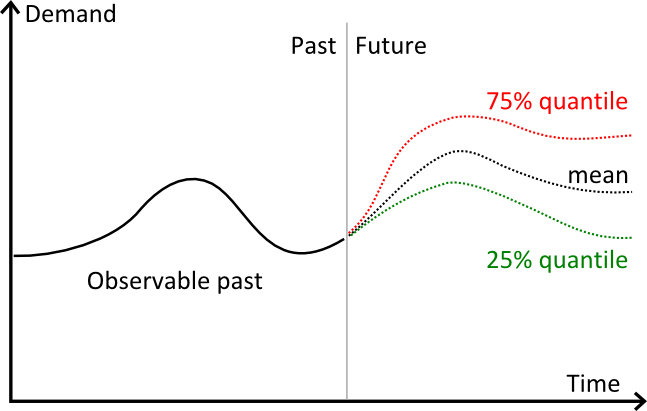 Demand
Past
Future
75% quantile
mean
25% quantile
Observable past
Time